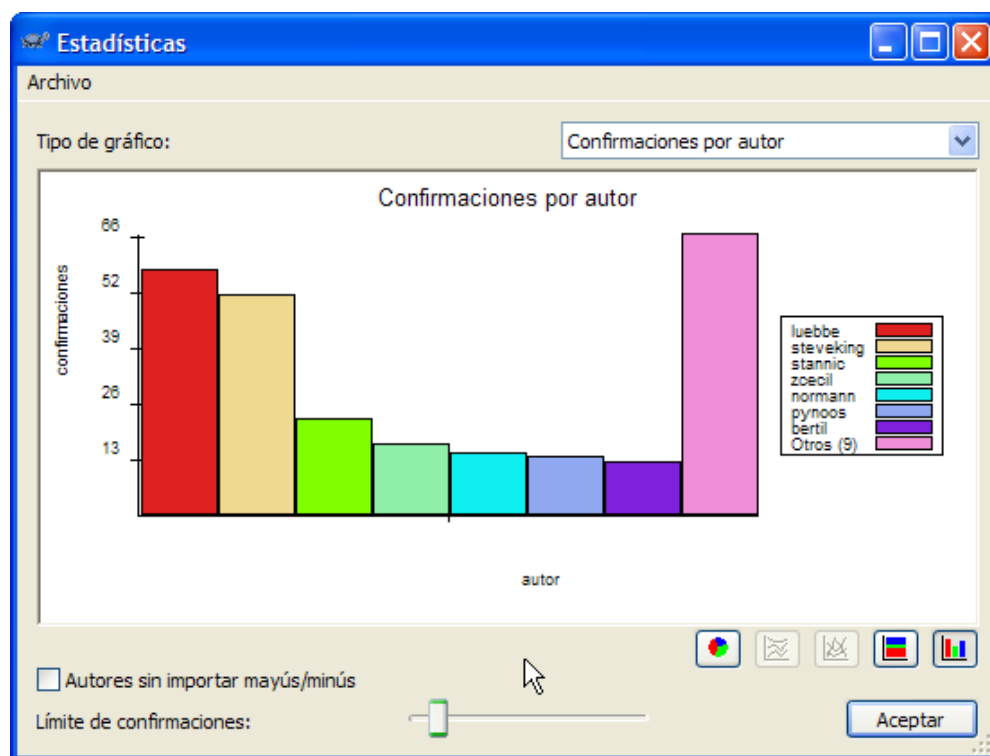 Estadísticas
Archivo
Tipo de gráfico:
Confirmaciones por autor
Confirmaciones por autor
confirmaciones
66
52
39
26
13
autor
luebbe
steveking
stannic
zcecil
normann
pynoos
bertil
Otros (9)
Autores sin importar mayús/minús
Límite de confirmaciones:
Aceptar